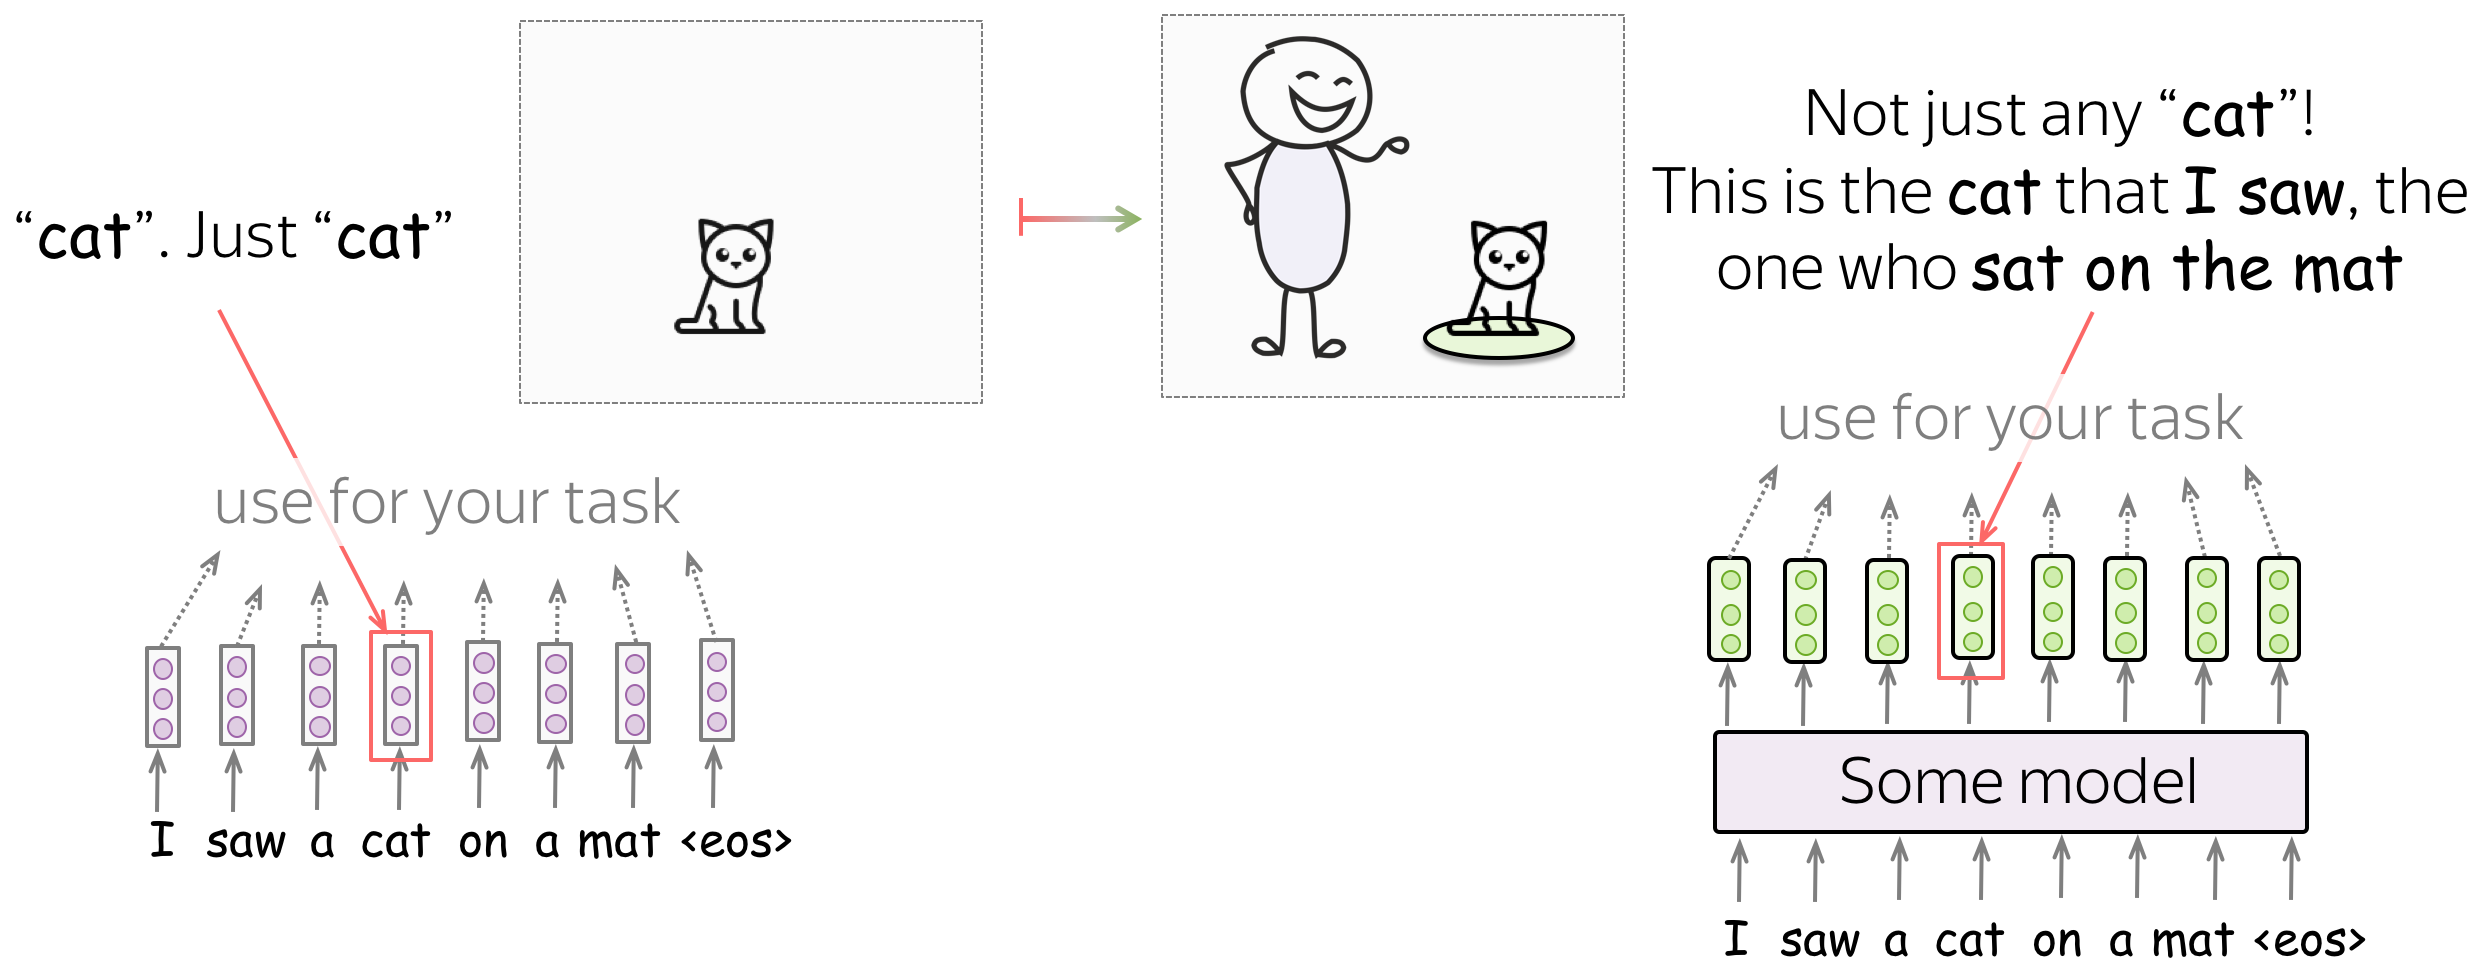 “cat”. Just “cat”
use for your task
I saw a cat on a mat <eos>
Not just any “cat”!
This is the cat that I saw, the
one who sat on the mat
use for your task
Some model
I saw a cat on a mat <eos>